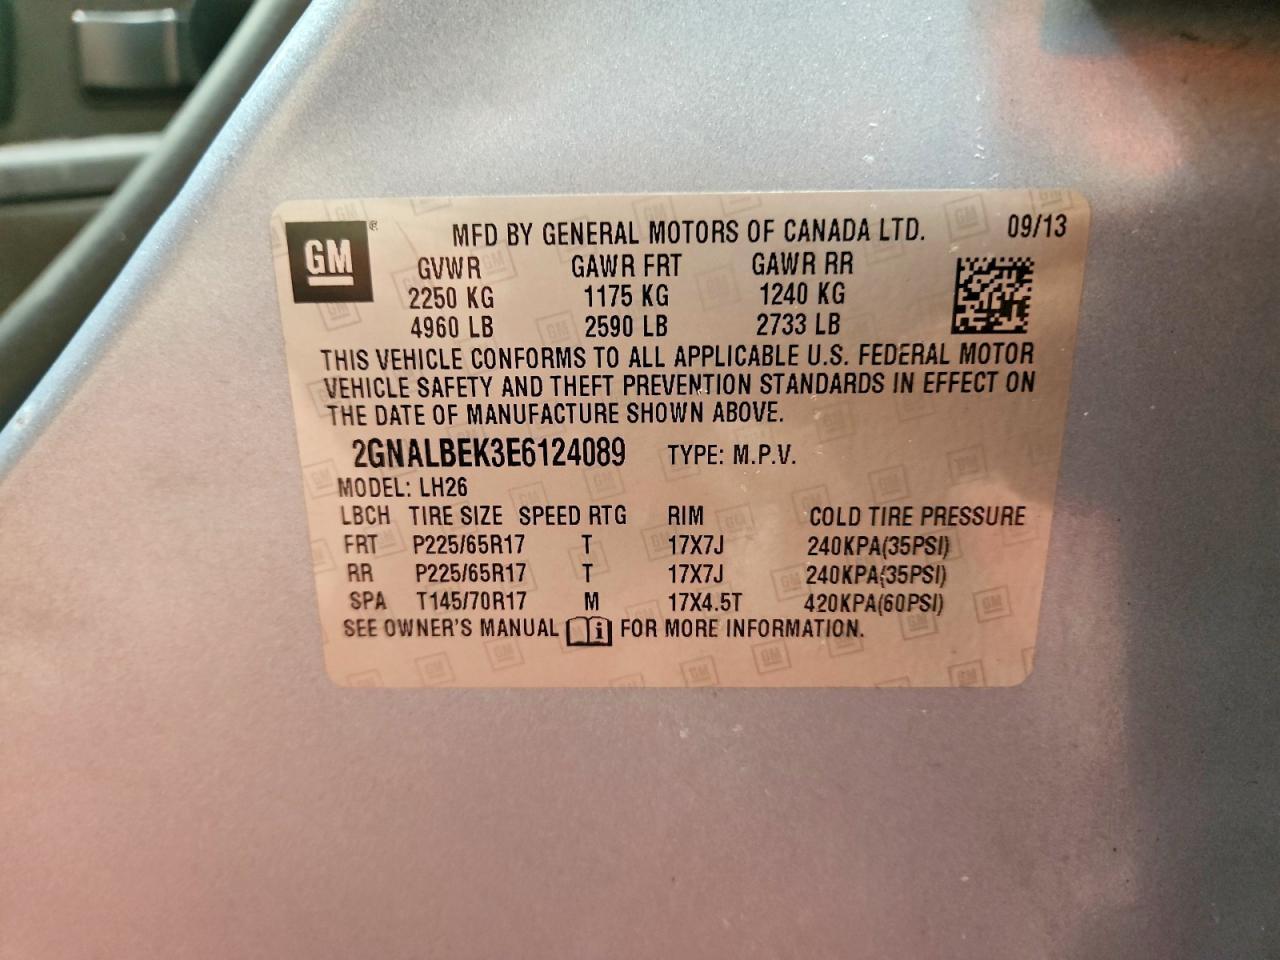 GM ® MFD BY GENERAL MOTORS OF CANADA LTD. 09/13
GVWR GAWR FRT GAWR RR
2250 KG 1175 KG 1240 KG
4960 LB 2590 LB 2733 LB
THIS VEHICLE CONFORMS TO ALL APPLICABLE U.S. FEDERAL MOTOR
VEHICLE SAFETY AND THEFT PREVENTION STANDARDS IN EFFECT ON
THE DATE OF MANUFACTURE SHOWN ABOVE.
2GNALBEK3E6124089 TYPE: M.P.V.
MODEL: LH26
LBCH TIRE SIZE SPEED RTG RIM COLD TIRE PRESSURE
FRT P225/65R17 T 17X7J 240KPA(35PSI)
RR P225/65R17 T 17X7J 240KPA(35PSI)
SPA T145/70R17 M 17X4.5T 420KPA(60PSI)
SEE OWNER'S MANUAL i FOR MORE INFORMATION.